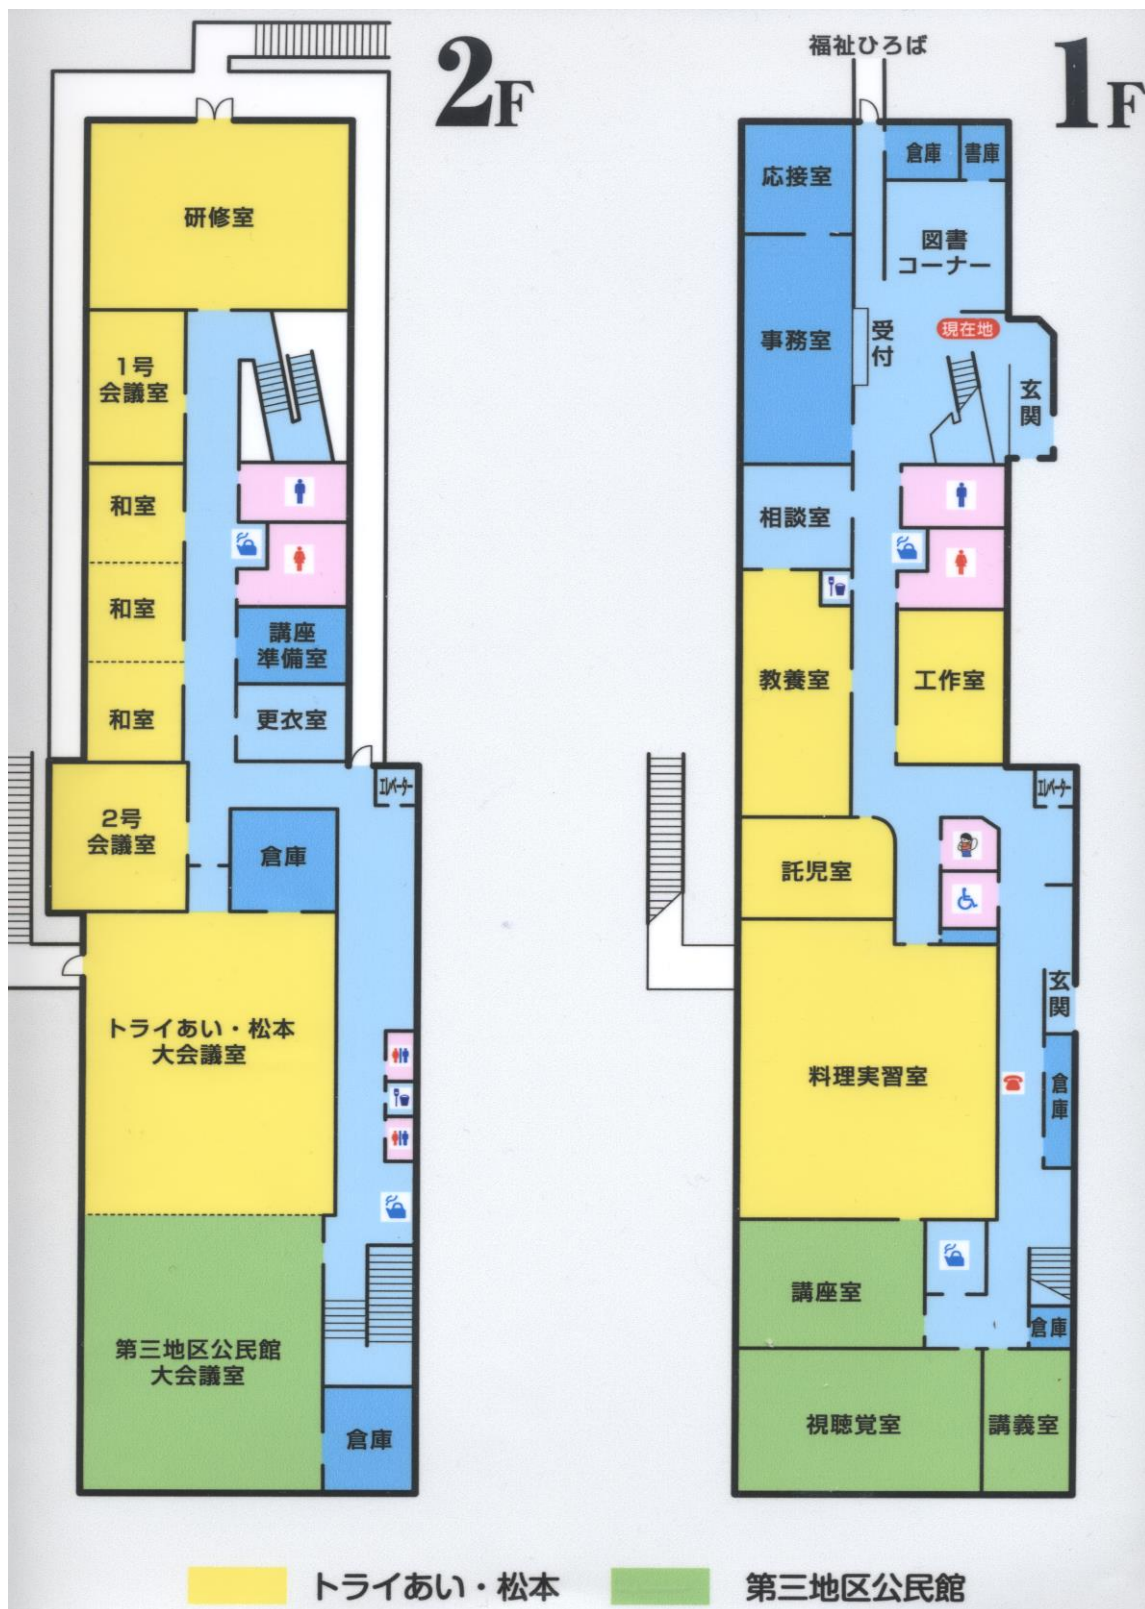 2F
研修室
1号
会議室
和室
和室
和室
講座
準備室
更衣室
エレベーター
2号
会議室
倉庫
トライあい・松本
大会議室
第三地区公民館
大会議室
倉庫
福祉ひろば
1F
応接室
倉庫
書庫
図書
コーナー
現在地
事務室
受付
玄関
相談室
教養室
工作室
エレベーター
託児室
玄関
料理実習室
倉庫
講座室
倉庫
視聴覚室
講義室
トライあい・松本
第三地区公民館